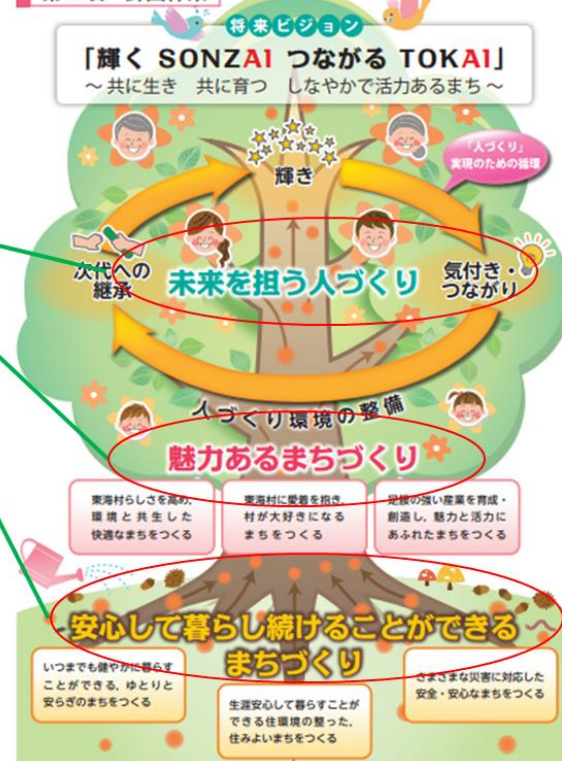 将来ビジョン
「輝く SONZAI つながる TOKAI」
～共に生き 共に育つ しなやかで活力あるまち～
「人づくり」
実現のための循環
輝き
次代への
継承
未来を担う人づくり
気付き・
つながり
人づくり環境の整備
魅力あるまちづくり
東海村らしさを高め,
環境と共生した
快適なまちをつくる
東海村に愛着を抱き,
村が大好きになる
まちをつくる
足腰の強い産業を育成・
創造し, 魅力と活力に
あふれたまちをつくる
安心して暮らし続けることができる
まちづくり
いつまでも健やかに暮らす
ことができる, ゆとりと
安らぎのまちをつくる
生涯安心して暮らすことが
できる住環境の整った,
住みよいまちをつくる
さまざまな災害に対応した
安全・安心なまちをつくる